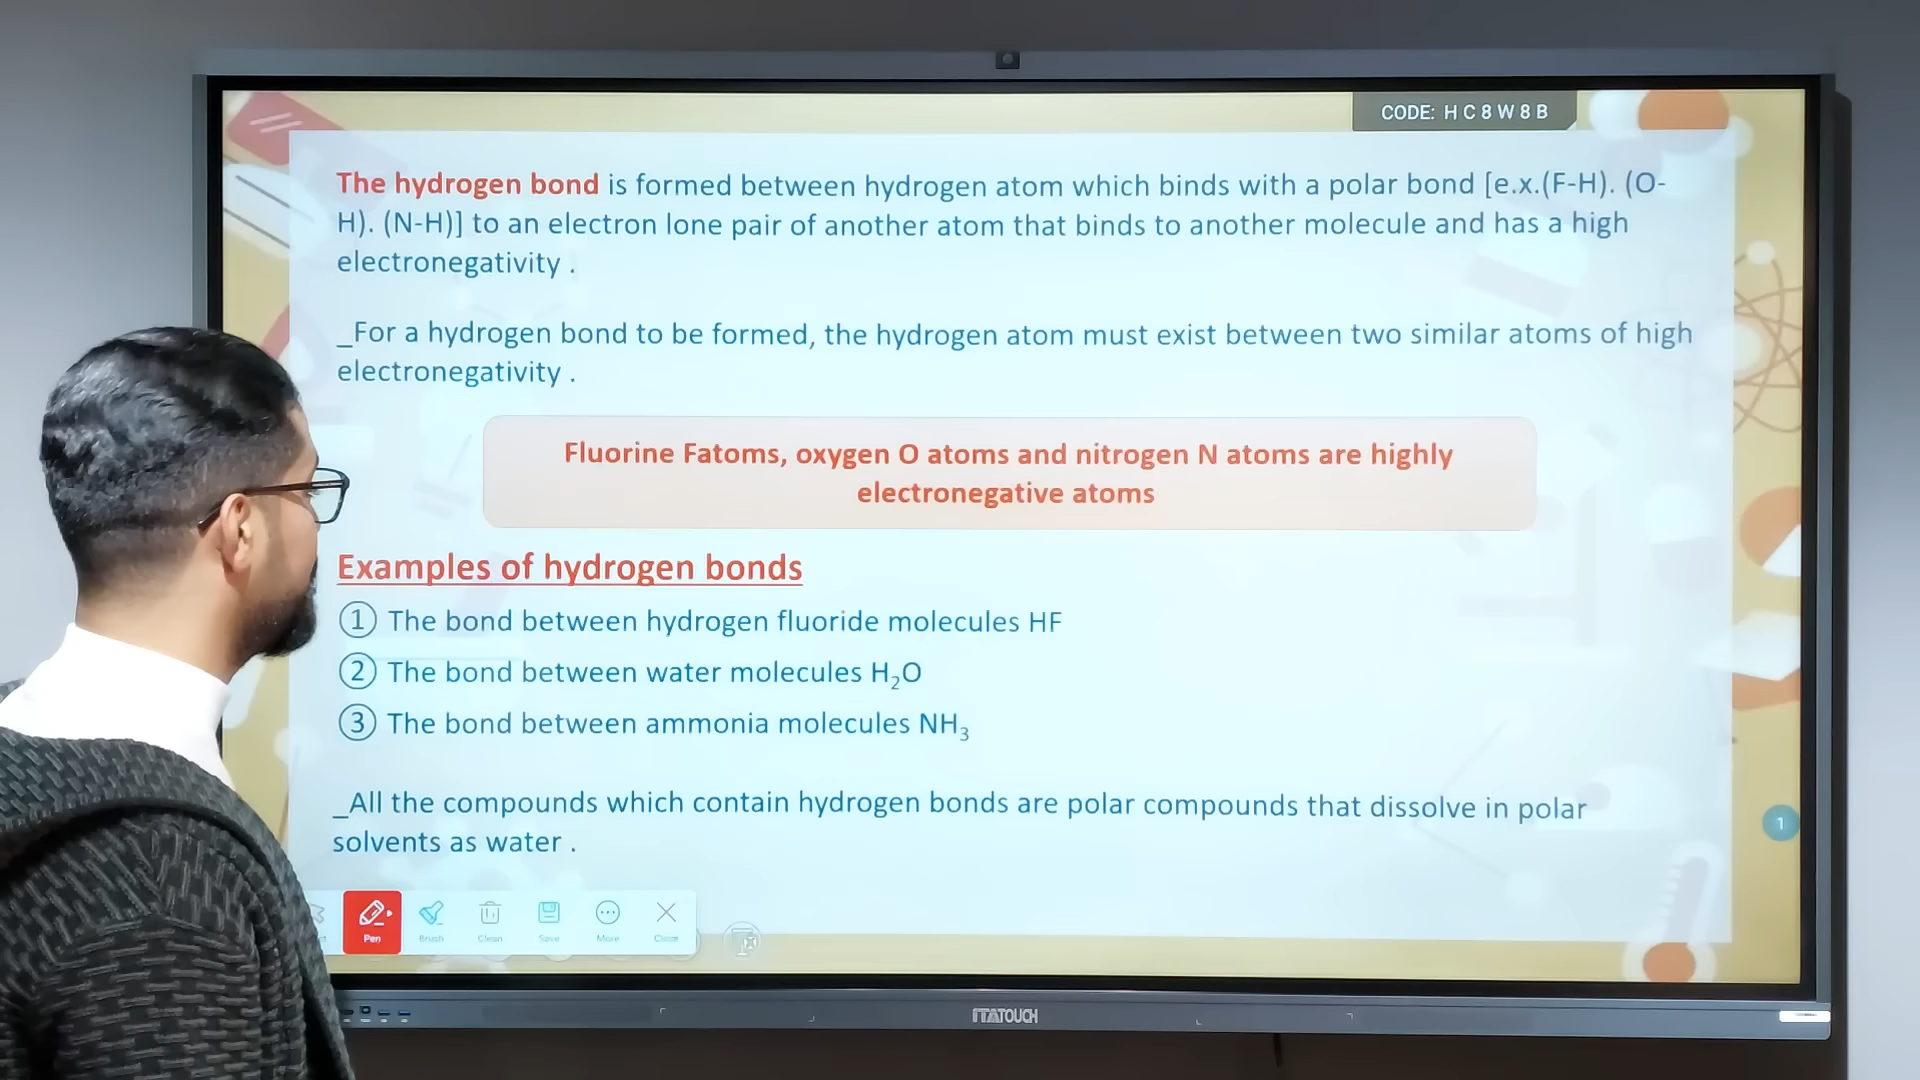 CODE: H C 8 W 8 B
The hydrogen bond is formed between hydrogen atom which binds with a polar bond [e.x.(F-H). (O-
H). (N-H)] to an electron lone pair of another atom that binds to another molecule and has a high
electronegativity .
_For a hydrogen bond to be formed, the hydrogen atom must exist between two similar atoms of high
electronegativity .
Fluorine Fatoms, oxygen O atoms and nitrogen N atoms are highly
electronegative atoms
Examples of hydrogen bonds
① The bond between hydrogen fluoride molecules HF
② The bond between water molecules H₂O
③ The bond between ammonia molecules NH₃
_All the compounds which contain hydrogen bonds are polar compounds that dissolve in polar
solvents as water .
1
Pen Brush Clean Save More Close
ITATOUCH